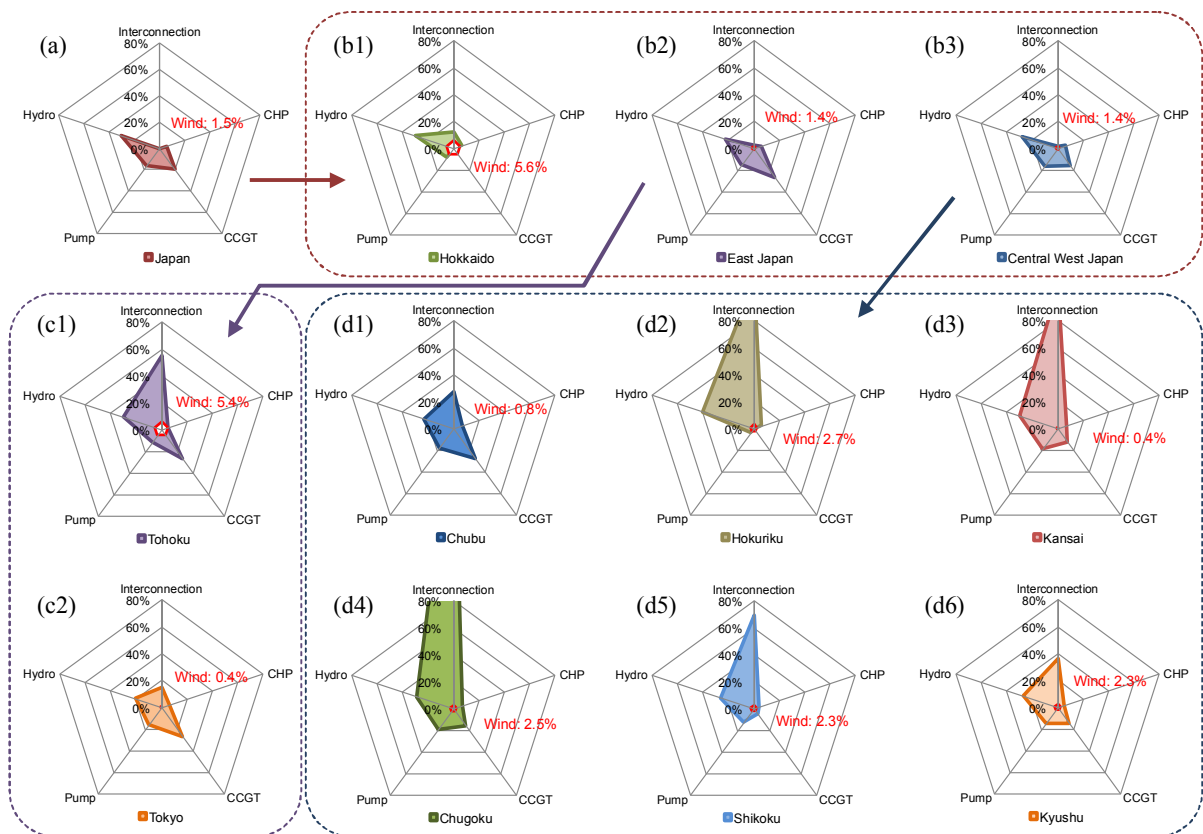 (a)
Interconnection
80%
60%
40%
20%
0%
Hydro
CHP
Wind: 1.5%
Pump
CCGT
Japan
(b1)
Interconnection
80%
60%
40%
20%
0%
Hydro
CHP
Wind: 5.6%
Pump
CCGT
Hokkaido
(b2)
Interconnection
80%
60%
40%
20%
0%
Hydro
CHP
Wind: 1.4%
Pump
CCGT
East Japan
(b3)
Interconnection
80%
60%
40%
20%
0%
Hydro
CHP
Wind: 1.4%
Pump
CCGT
Central West Japan
(c1)
Interconnection
80%
60%
40%
20%
0%
Hydro
CHP
Wind: 5.4%
Pump
CCGT
Tohoku
(d1)
Interconnection
80%
60%
40%
20%
0%
Hydro
CHP
Wind: 0.8%
Pump
CCGT
Chubu
(d2)
Interconnection
80%
60%
40%
20%
0%
Hydro
CHP
Wind: 2.7%
Pump
CCGT
Hokuriku
(d3)
Interconnection
80%
60%
40%
20%
0%
Hydro
CHP
Wind: 0.4%
Pump
CCGT
Kansai
(c2)
Interconnection
80%
60%
40%
20%
0%
Hydro
CHP
Wind: 0.4%
Pump
CCGT
Tokyo
(d4)
Interconnection
80%
60%
40%
20%
0%
Hydro
CHP
Wind: 2.5%
Pump
CCGT
Chugoku
(d5)
Interconnection
80%
60%
40%
20%
0%
Hydro
CHP
Wind: 2.3%
Pump
CCGT
Shikoku
(d6)
Interconnection
80%
60%
40%
20%
0%
Hydro
CHP
Wind: 2.3%
Pump
CCGT
Kyushu